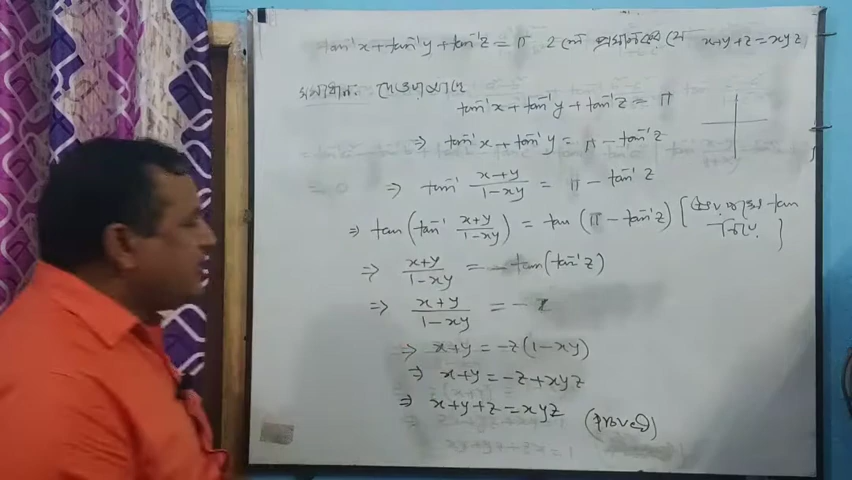 tan⁻¹x + tan⁻¹y + tan⁻¹z = π হলে প্রমাণ কর যে x+y+z = xyz
সমাধান: দেওয়া আছে
tan⁻¹x + tan⁻¹y + tan⁻¹z = π
⇒ tan⁻¹x + tan⁻¹y = π − tan⁻¹z
⇒ tan⁻¹ (x+y)/(1−xy) = π − tan⁻¹z
⇒ tan(tan⁻¹ (x+y)/(1−xy)) = tan(π − tan⁻¹z) [ tan
]
⇒ (x+y)/(1−xy) = − tan(tan⁻¹z)
⇒ (x+y)/(1−xy) = − z
⇒ x+y = −z(1−xy)
⇒ x+y = −z + xyz
⇒ x+y+z = xyz (Proved)